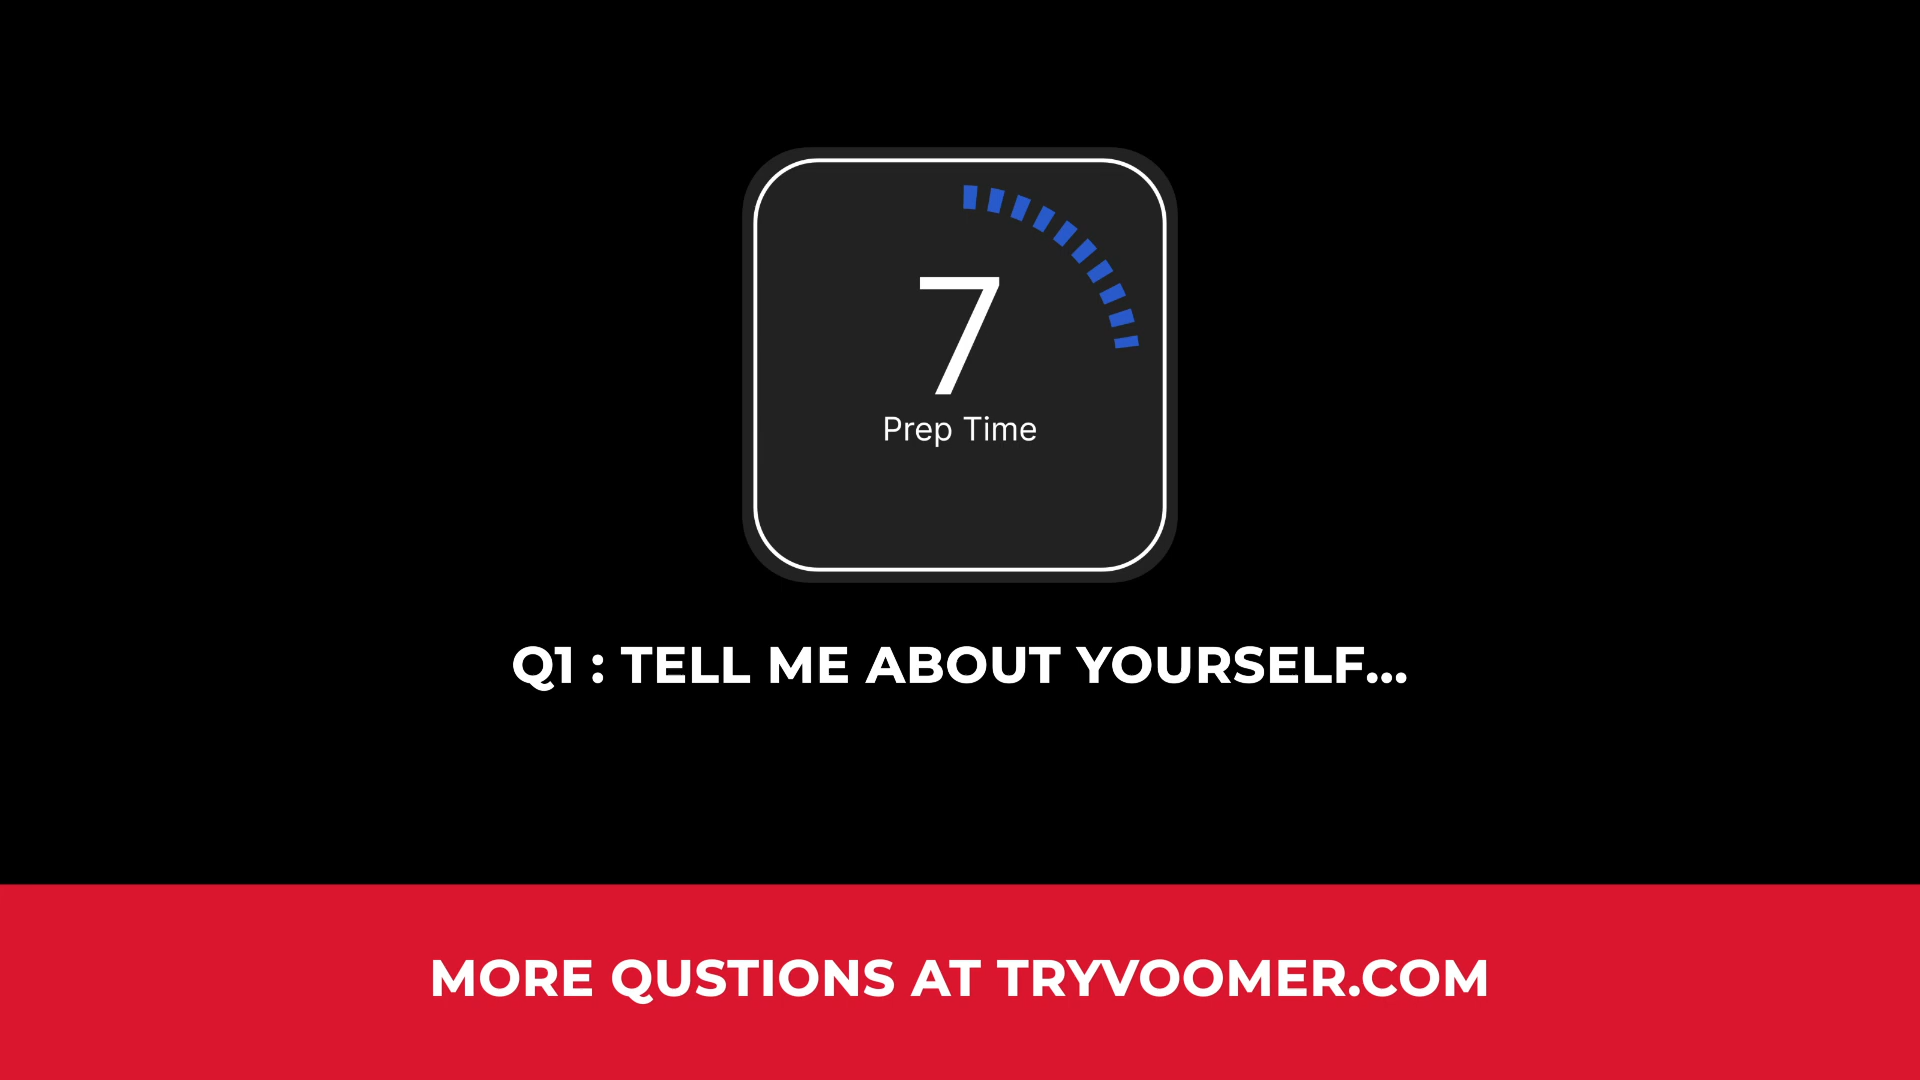 7
Prep Time
Q1 : TELL ME ABOUT YOURSELF...
MORE QUSTIONS AT TRYVOOMER.COM